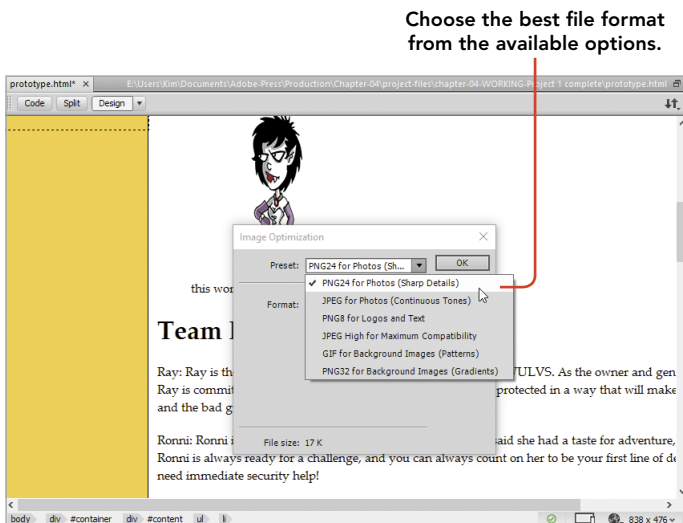 Choose the best file format
from the available options.
prototype.html* ×
E:\Users\Kim\Documents\Adobe-Press\Production\Chapter-04\project-files\chapter-04-WORKING-Project 1 complete\prototype.html
Code Split Design
Image Optimization
Preset: PNG24 for Photos (Sh... OK
PNG24 for Photos (Sharp Details)
JPEG for Photos (Continuous Tones)
PNG8 for Logos and Text
JPEG High for Maximum Compatibility
GIF for Background Images (Patterns)
PNG32 for Background Images (Gradients)
Format:
File size: 17 K
this
Team
Ray: Ray is VULVS. As the owner and
Ray is protected in a way that will make
and the bad
Ronni: Ronni said she had a taste for adventure,
Ronni is always ready for a challenge, and you can always count on her to be your first line of
need immediate security help!
body div #container div #content ul li
838 x 476